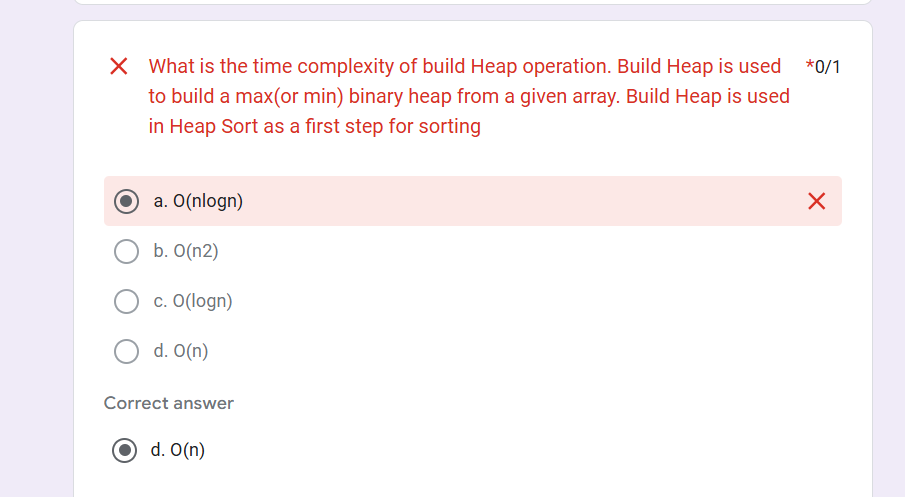 What is the time complexity of build Heap operation. Build Heap is used *0/1
to build a max(or min) binary heap from a given array. Build Heap is used
in Heap Sort as a first step for sorting
a. O(nlogn)
b. O(n2)
c. O(logn)
d. O(n)
Correct answer
d. O(n)